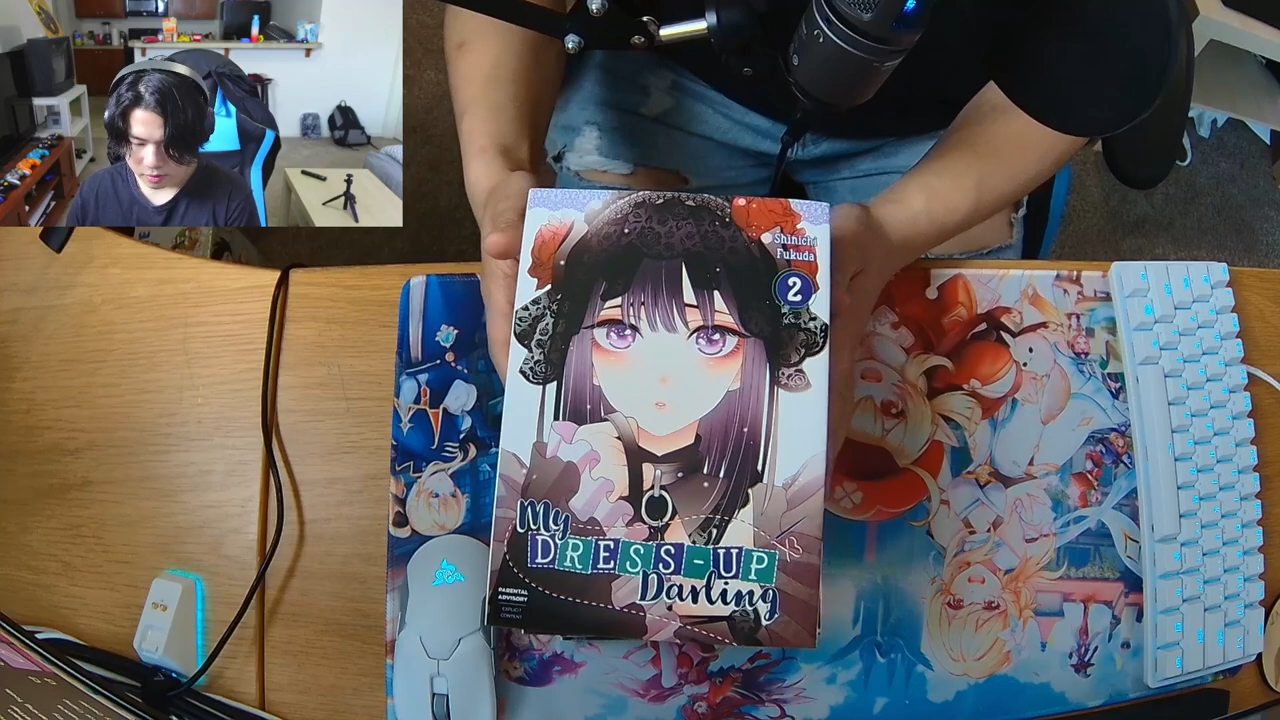 Shinichi
Fukuda
2
My
DRESS-UP
Darling
PARENTAL
ADVISORY
EXPLICIT
CONTENT